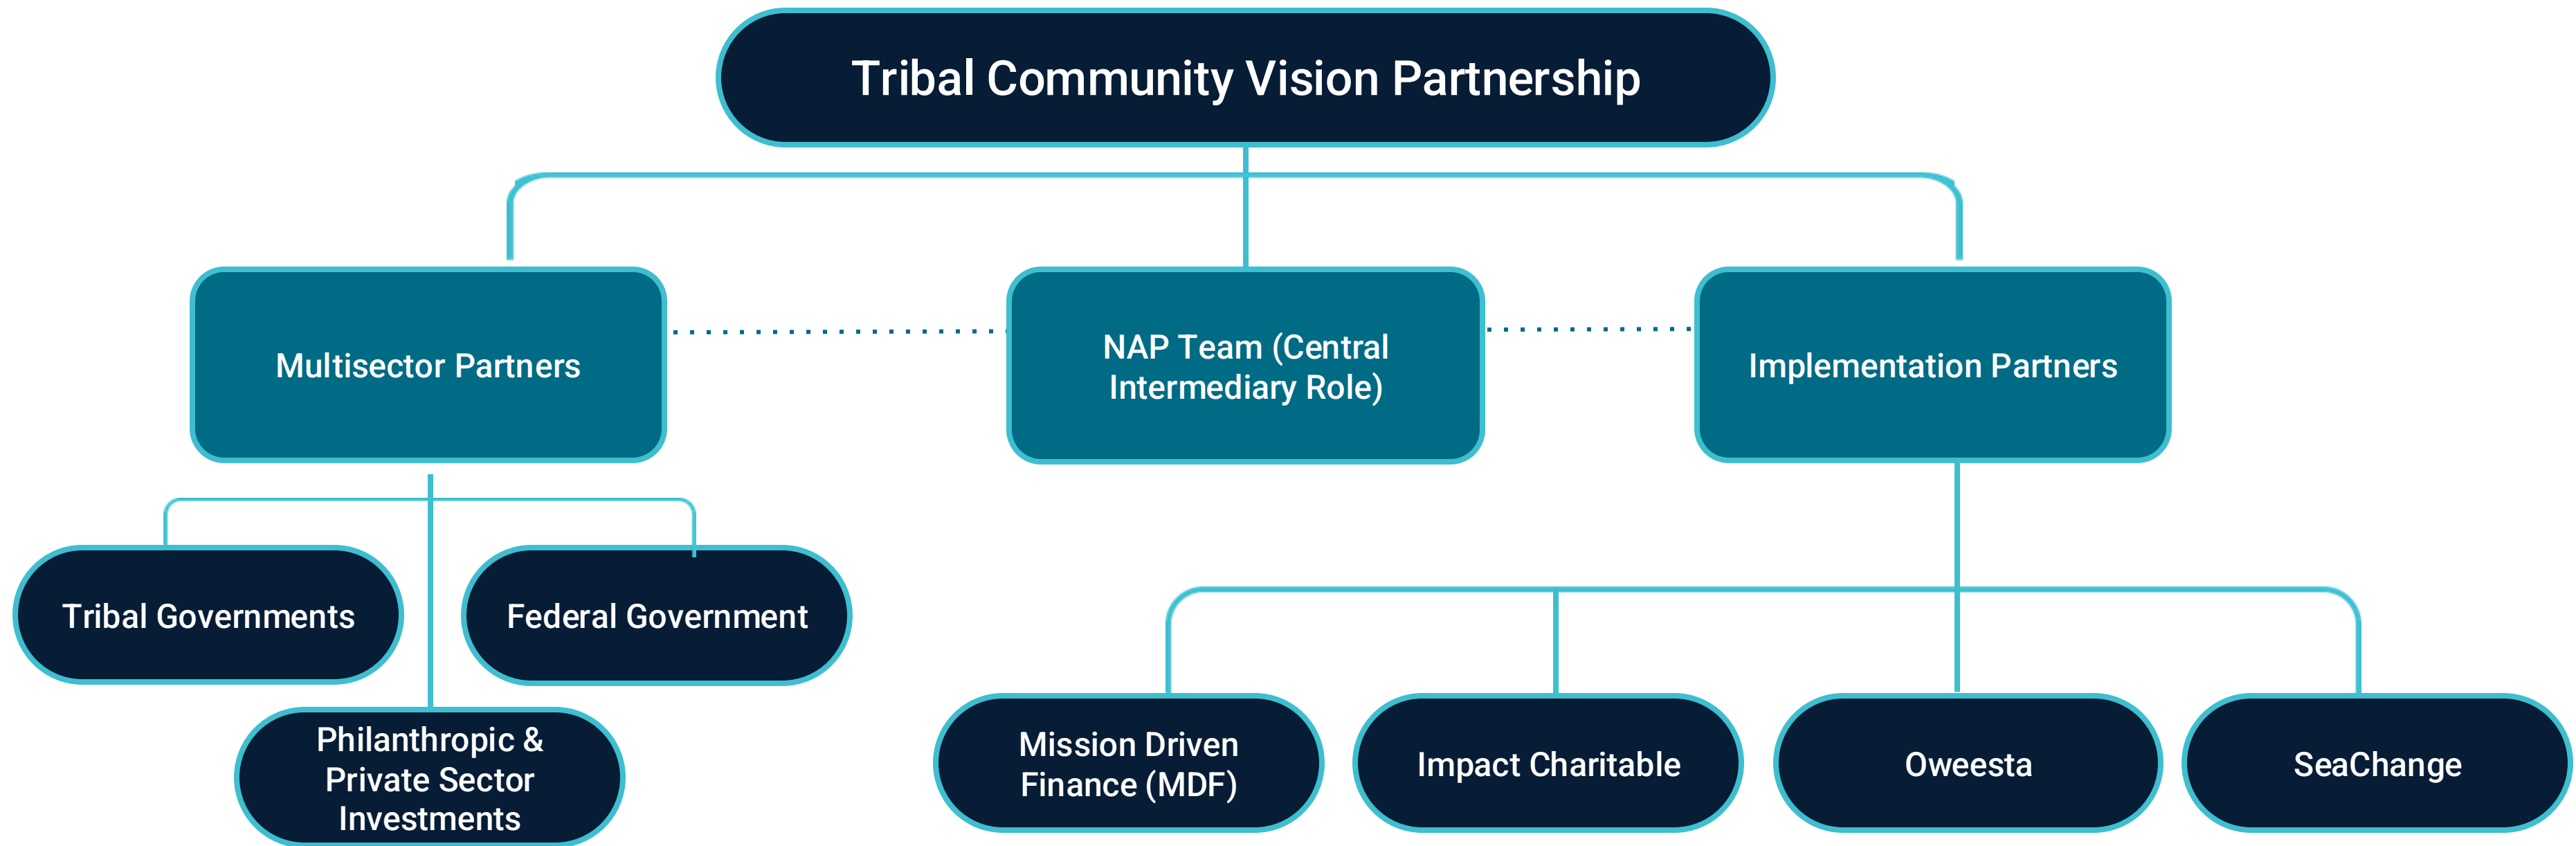 Tribal Community Vision Partnership
Multisector Partners
NAP Team (Central
Intermediary Role)
Implementation Partners
Tribal Governments
Federal Government
Philanthropic &
Private Sector
Investments
Mission Driven
Finance (MDF)
Impact Charitable
Oweesta
SeaChange